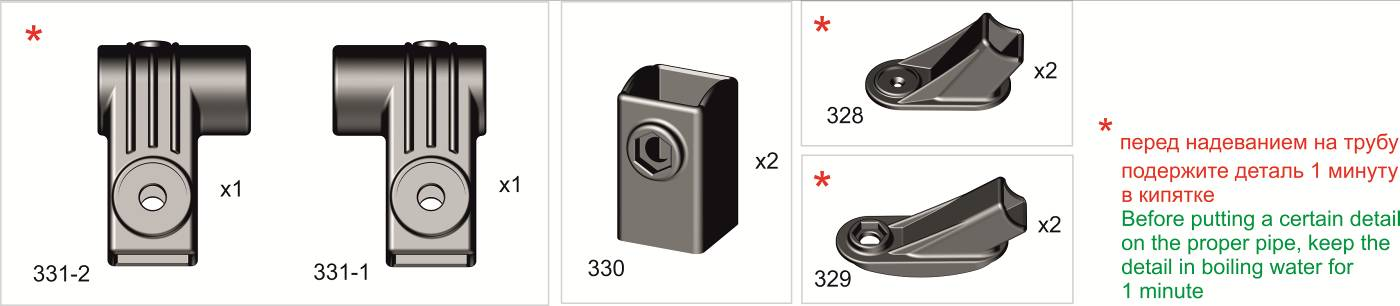 *
x1
331-2
x1
331-1
x2
330
*
x2
328
*
x2
329
* перед надеванием на трубу
подержите деталь 1 минуту
в кипятке
Before putting a certain detail
on the proper pipe, keep the
detail in boiling water for
1 minute